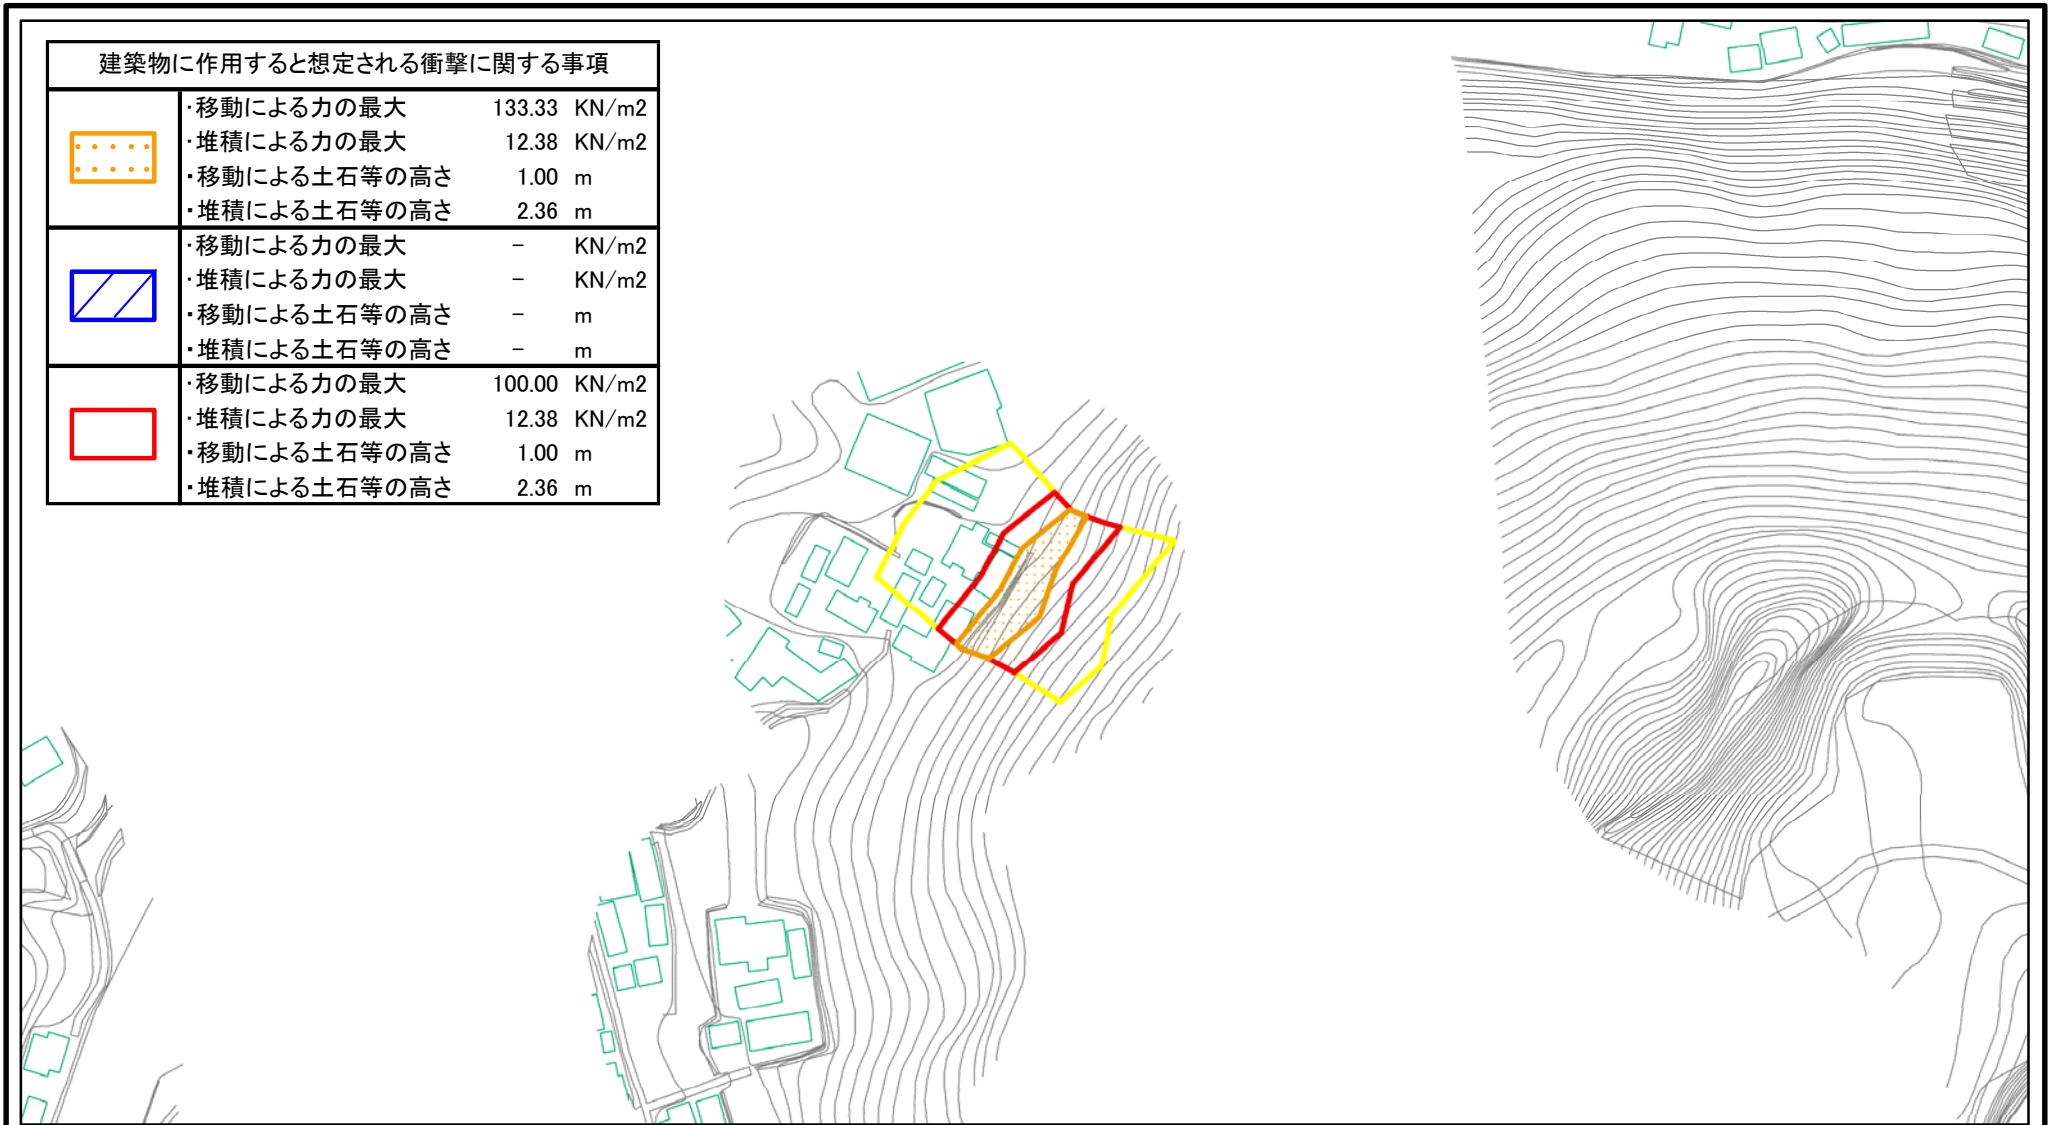 建築物に作用すると想定される衝撃に関する事項
・移動による力の最大 133.33 KN/m2
・堆積による力の最大 12.38 KN/m2
・移動による土石等の高さ 1.00 m
・堆積による土石等の高さ 2.36 m
・移動による力の最大 － KN/m2
・堆積による力の最大 － KN/m2
・移動による土石等の高さ － m
・堆積による土石等の高さ － m
・移動による力の最大 100.00 KN/m2
・堆積による力の最大 12.38 KN/m2
・移動による土石等の高さ 1.00 m
・堆積による土石等の高さ 2.36 m